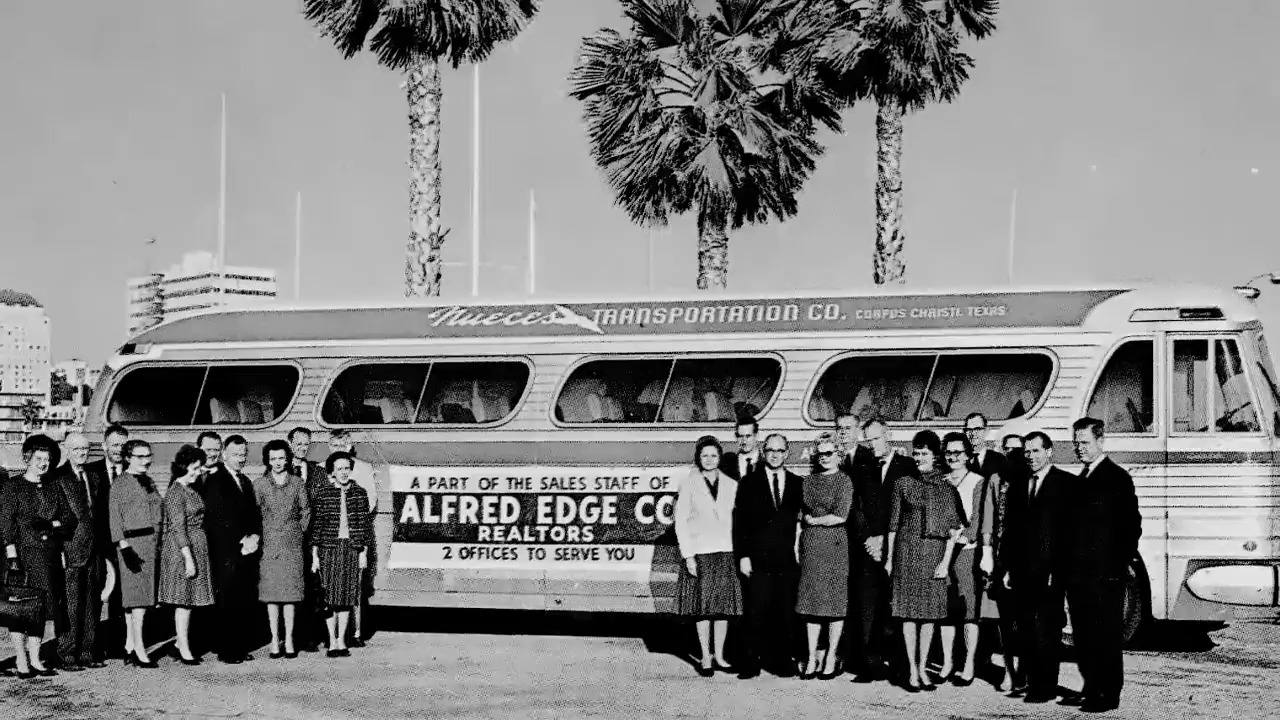 Nueces TRANSPORTATION CO. CORPUS CHRISTI, TEXAS
A PART OF THE SALES STAFF OF
ALFRED EDGE CO
REALTORS
2 OFFICES TO SERVE YOU